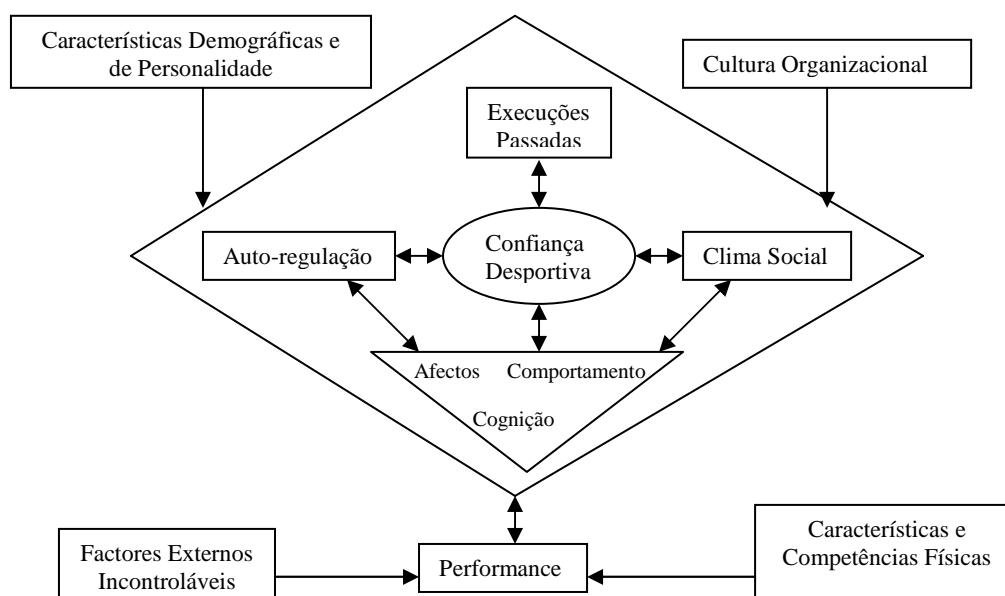 Características Demográficas e
de Personalidade
Cultura Organizacional
Execuções
Passadas
Auto-regulação
Confiança
Desportiva
Clima Social
Afectos
Comportamento
Cognição
Factores Externos
Incontroláveis
Performance
Características e
Competências Físicas